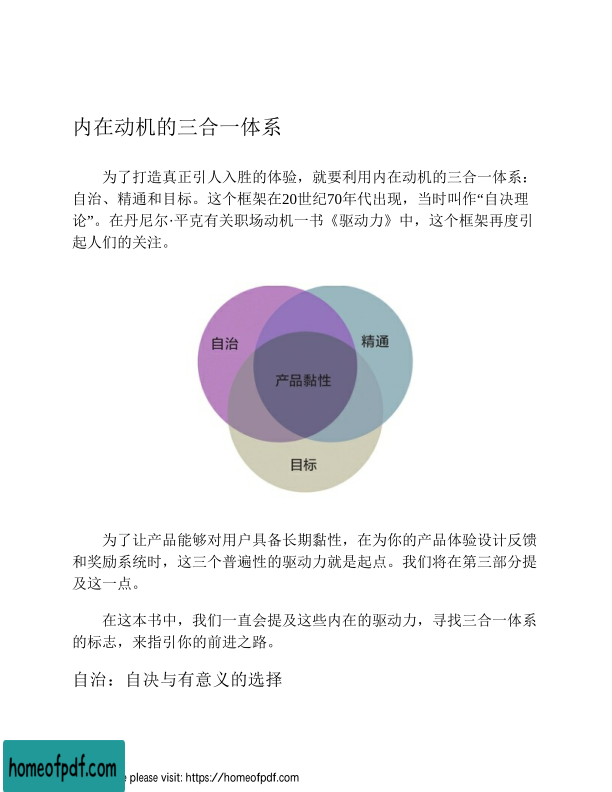 内在动机的三合一体系
为了打造真正引人入胜的体验，就要利用内在动机的三合一体系：
自治、精通和目标。这个框架在20世纪70年代出现，当时叫作“自决理
论”。在丹尼尔·平克有关职场动机一书《驱动力》中，这个框架再度引
起人们的关注。
自治
精通
产品黏性
目标
为了让产品能够对用户具备长期黏性，在为你的产品体验设计反馈
和奖励系统时，这三个普遍性的驱动力就是起点。我们将在第三部分提
及这一点。
在这本书中，我们一直会提及这些内在的驱动力，寻找三合一体系
的标志，来指引你的前进之路。
自治：自决与有意义的选择
homeofpdf.com
please visit: https://homeofpdf.com